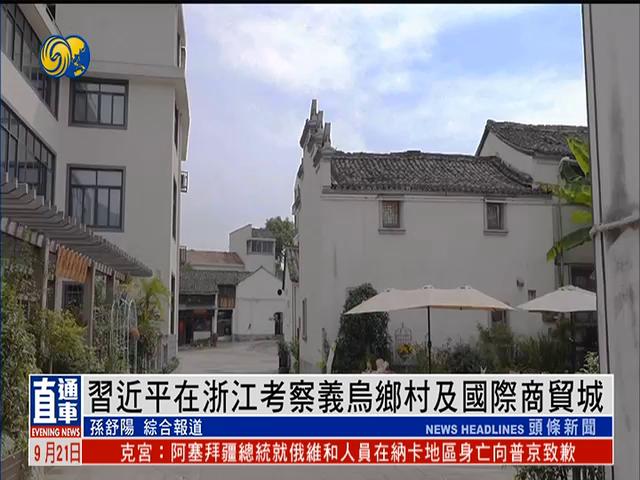 直通車
EVENING NEWS
9月21日
習近平在浙江考察義烏鄉村及國際商貿城
孫舒陽 綜合報道
NEWS HEADLINES 頭條新聞
克宮：阿塞拜疆總統就俄維和人員在納卡地區身亡向普京致歉